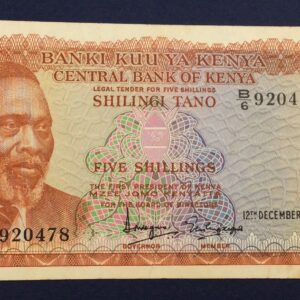 BANKI KUU YA KENYA
CENTRAL BANK OF KENYA
LEGAL TENDER FOR FIVE SHILLINGS
SHILINGI TANO
B/6 9204
FIVE SHILLINGS
THE FIRST PRESIDENT OF KENYA
MZEE JOMO KENYATTA
FOR THE BOARD OF DIRECTORS
920478
12TH DECEMBER
GOVERNOR
MEMBER